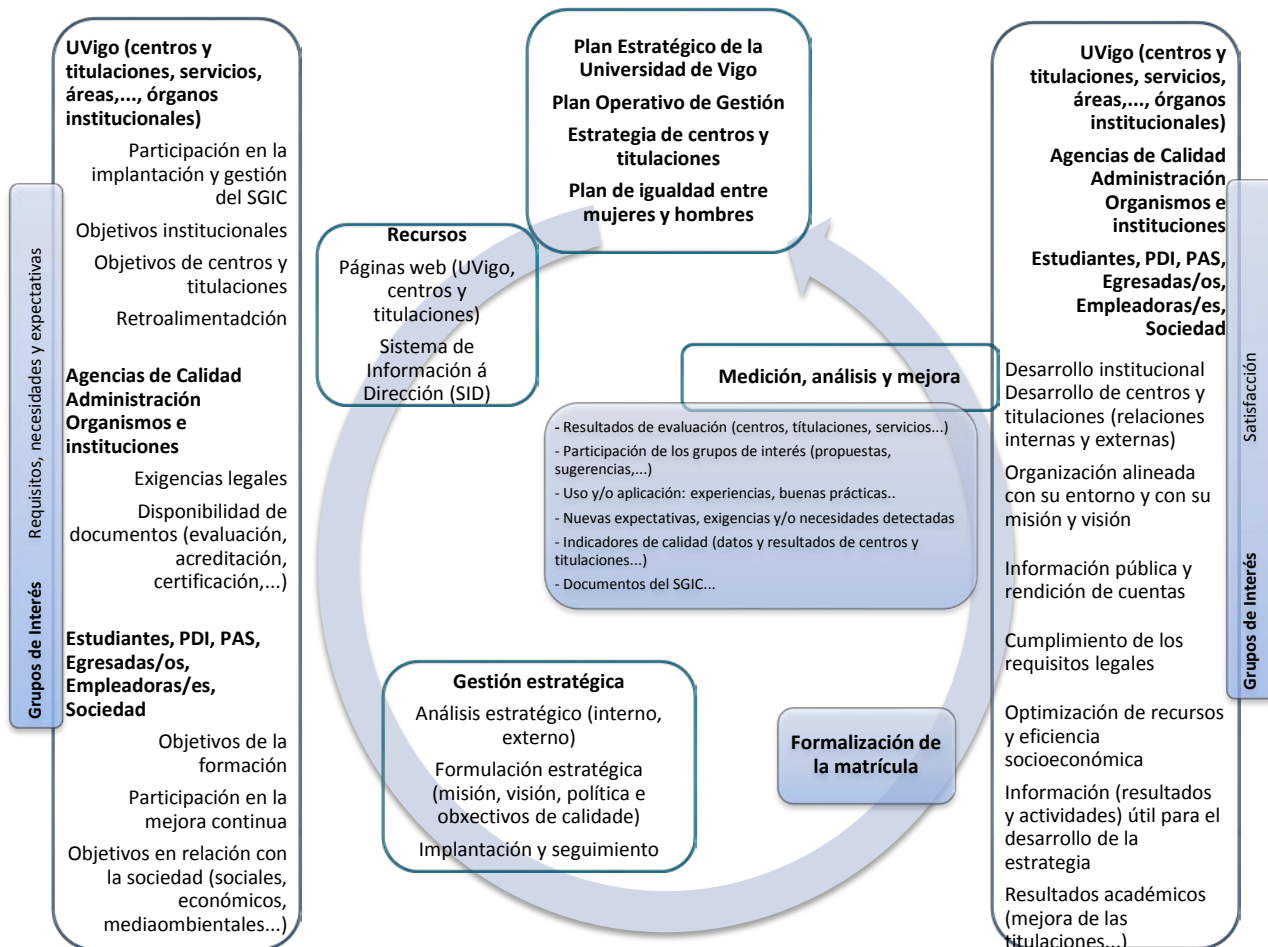 Grupos de Interés
Requisitos, necesidades y expectativas
UVigo (centros y
titulaciones, servicios,
áreas,..., órganos
institucionales)
Participación en la
implantación y gestión
del SGIC
Objetivos institucionales
Objetivos de centros y
titulaciones
Retroalimentadción
Agencias de Calidad
Administración
Organismos e
instituciones
Exigencias legales
Disponibilidad de
documentos (evaluación,
acreditación,
certificación,...)
Estudiantes, PDI, PAS,
Egresadas/os,
Empleadoras/es,
Sociedad
Objetivos de la
formación
Participación en la
mejora continua
Objetivos en relación con
la sociedad (sociales,
económicos,
mediaombientales...)
Plan Estratégico de la
Universidad de Vigo
Plan Operativo de Gestión
Estrategia de centros y
titulaciones
Plan de igualdad entre
mujeres y hombres
Recursos
Páginas web (UVigo,
centros y
titulaciones)
Sistema de
Información á
Dirección (SID)
Medición, análisis y mejora
- Resultados de evaluación (centros, títulaciones, servicios...)
- Participación de los grupos de interés (propuestas,
sugerencias,...)
- Uso y/o aplicación: experiencias, buenas prácticas..
- Nuevas expectativas, exigencias y/o necesidades detectadas
- Indicadores de calidad (datos y resultados de centros y
titulaciones...)
- Documentos del SGIC...
Gestión estratégica
Análisis estratégico (interno,
externo)
Formulación estratégica
(misión, visión, política e
obxectivos de calidade)
Implantación y seguimiento
Formalización de
la matrícula
UVigo (centros y
titulaciones, servicios,
áreas,..., órganos
institucionales)
Agencias de Calidad
Administración
Organismos e
instituciones
Estudiantes, PDI, PAS,
Egresadas/os,
Empleadoras/es,
Sociedad
Desarrollo institucional
Desarrollo de centros y
titulaciones (relaciones
internas y externas)
Organización alineada
con su entorno y con su
misión y visión
Información pública y
rendición de cuentas
Cumplimiento de los
requisitos legales
Optimización de recursos
y eficiencia
socioeconómica
Información (resultados
y actividades) útil para el
desarrollo de la
estrategia
Resultados académicos
(mejora de las
titulaciones...)
Grupos de Interés
Satisfacción